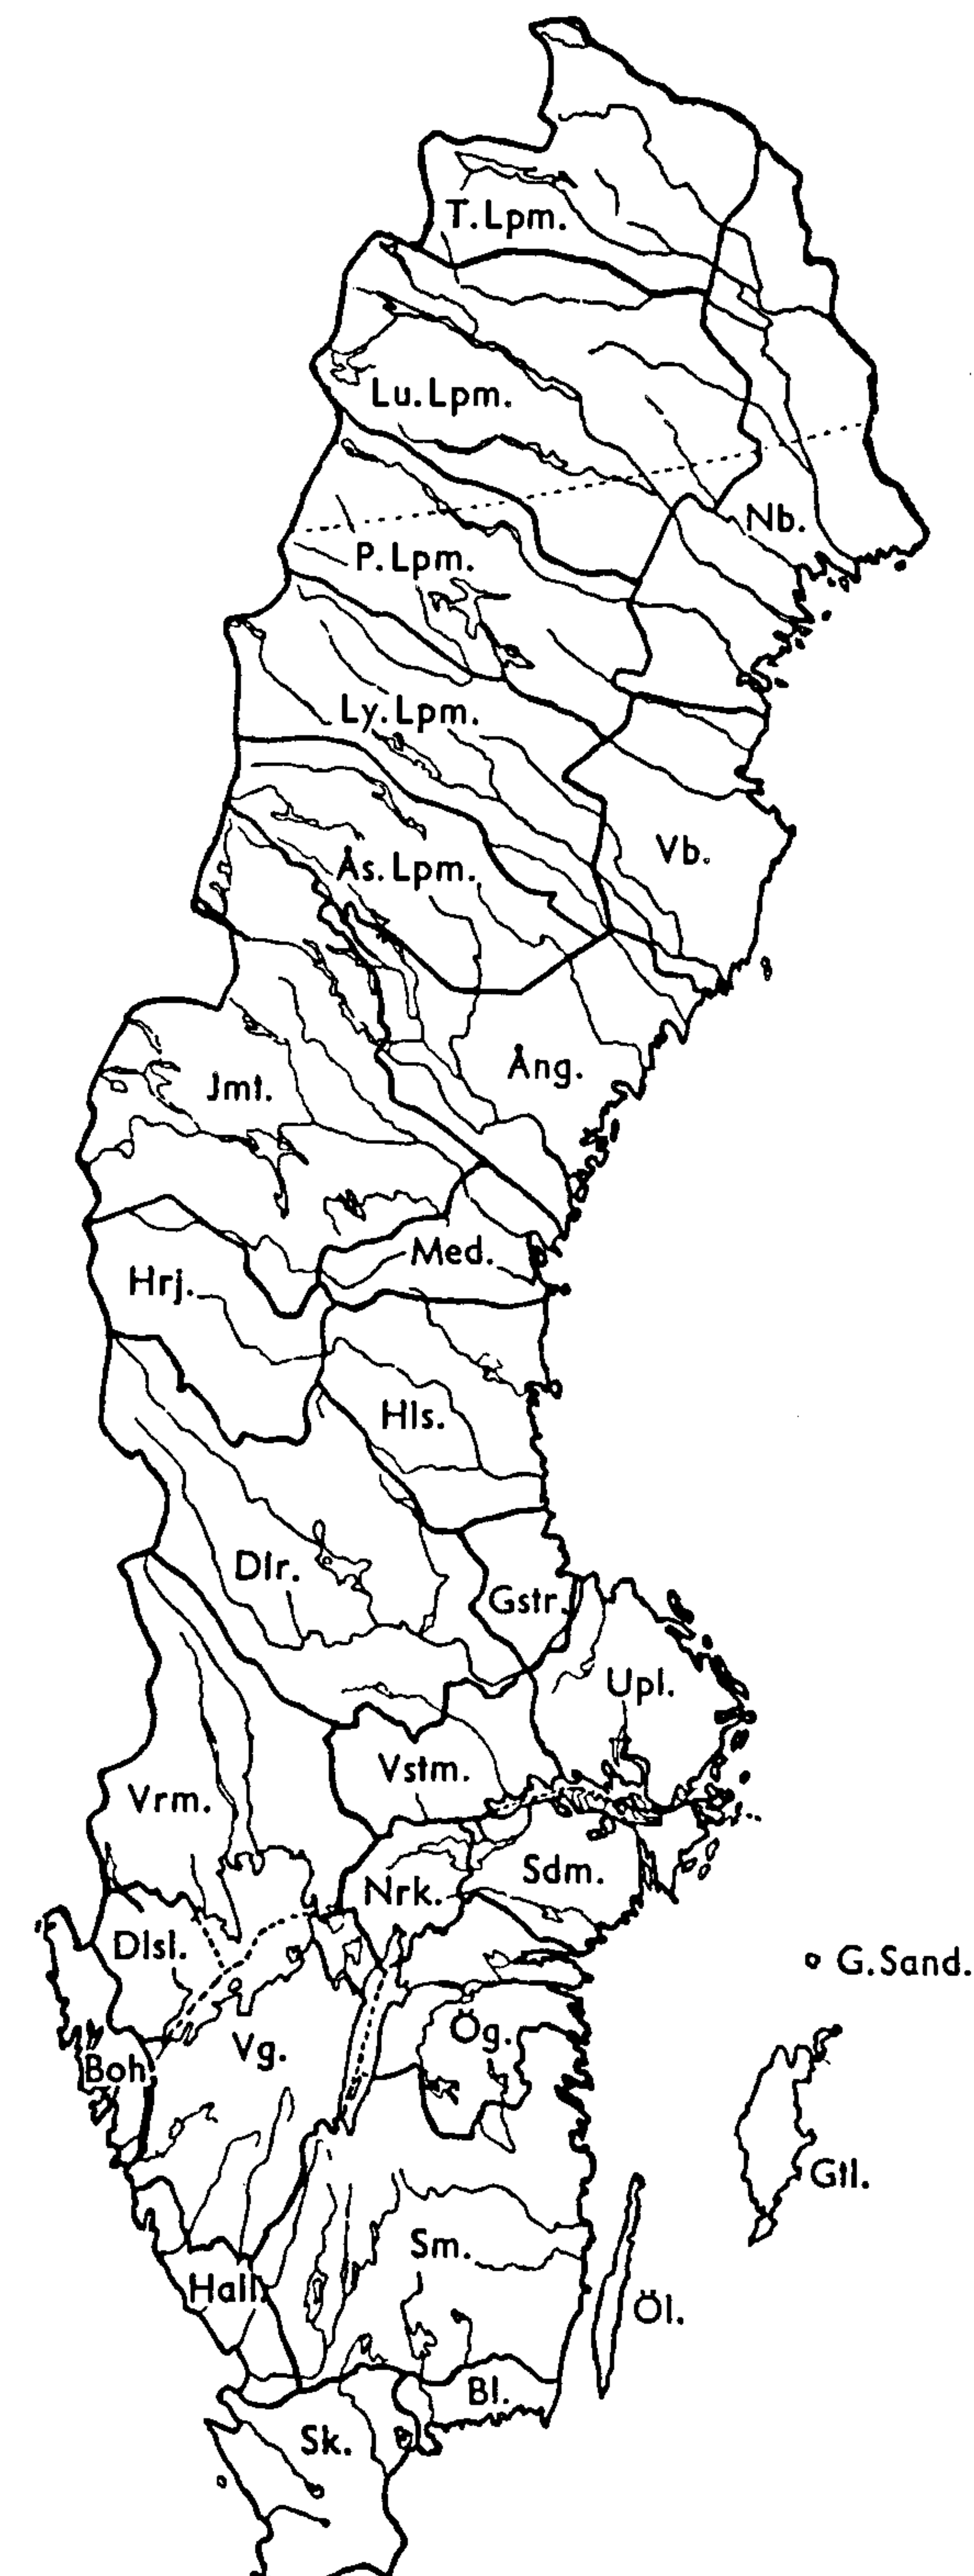 T.Lpm.
Lu.Lpm.
Nb.
P.Lpm.
Ly.Lpm.
Vb.
Ås.Lpm.
Ång.
Jmt.
Med.
Hrj.
Hls.
Dlr.
Gstr.
Upl.
Vstm.
Vrm.
Sdm.
Nrk.
Dlsl.
G.Sand.
Ög.
Vg.
Boh.
Gtl.
Sm.
Hall.
Öl.
Bl.
Sk.